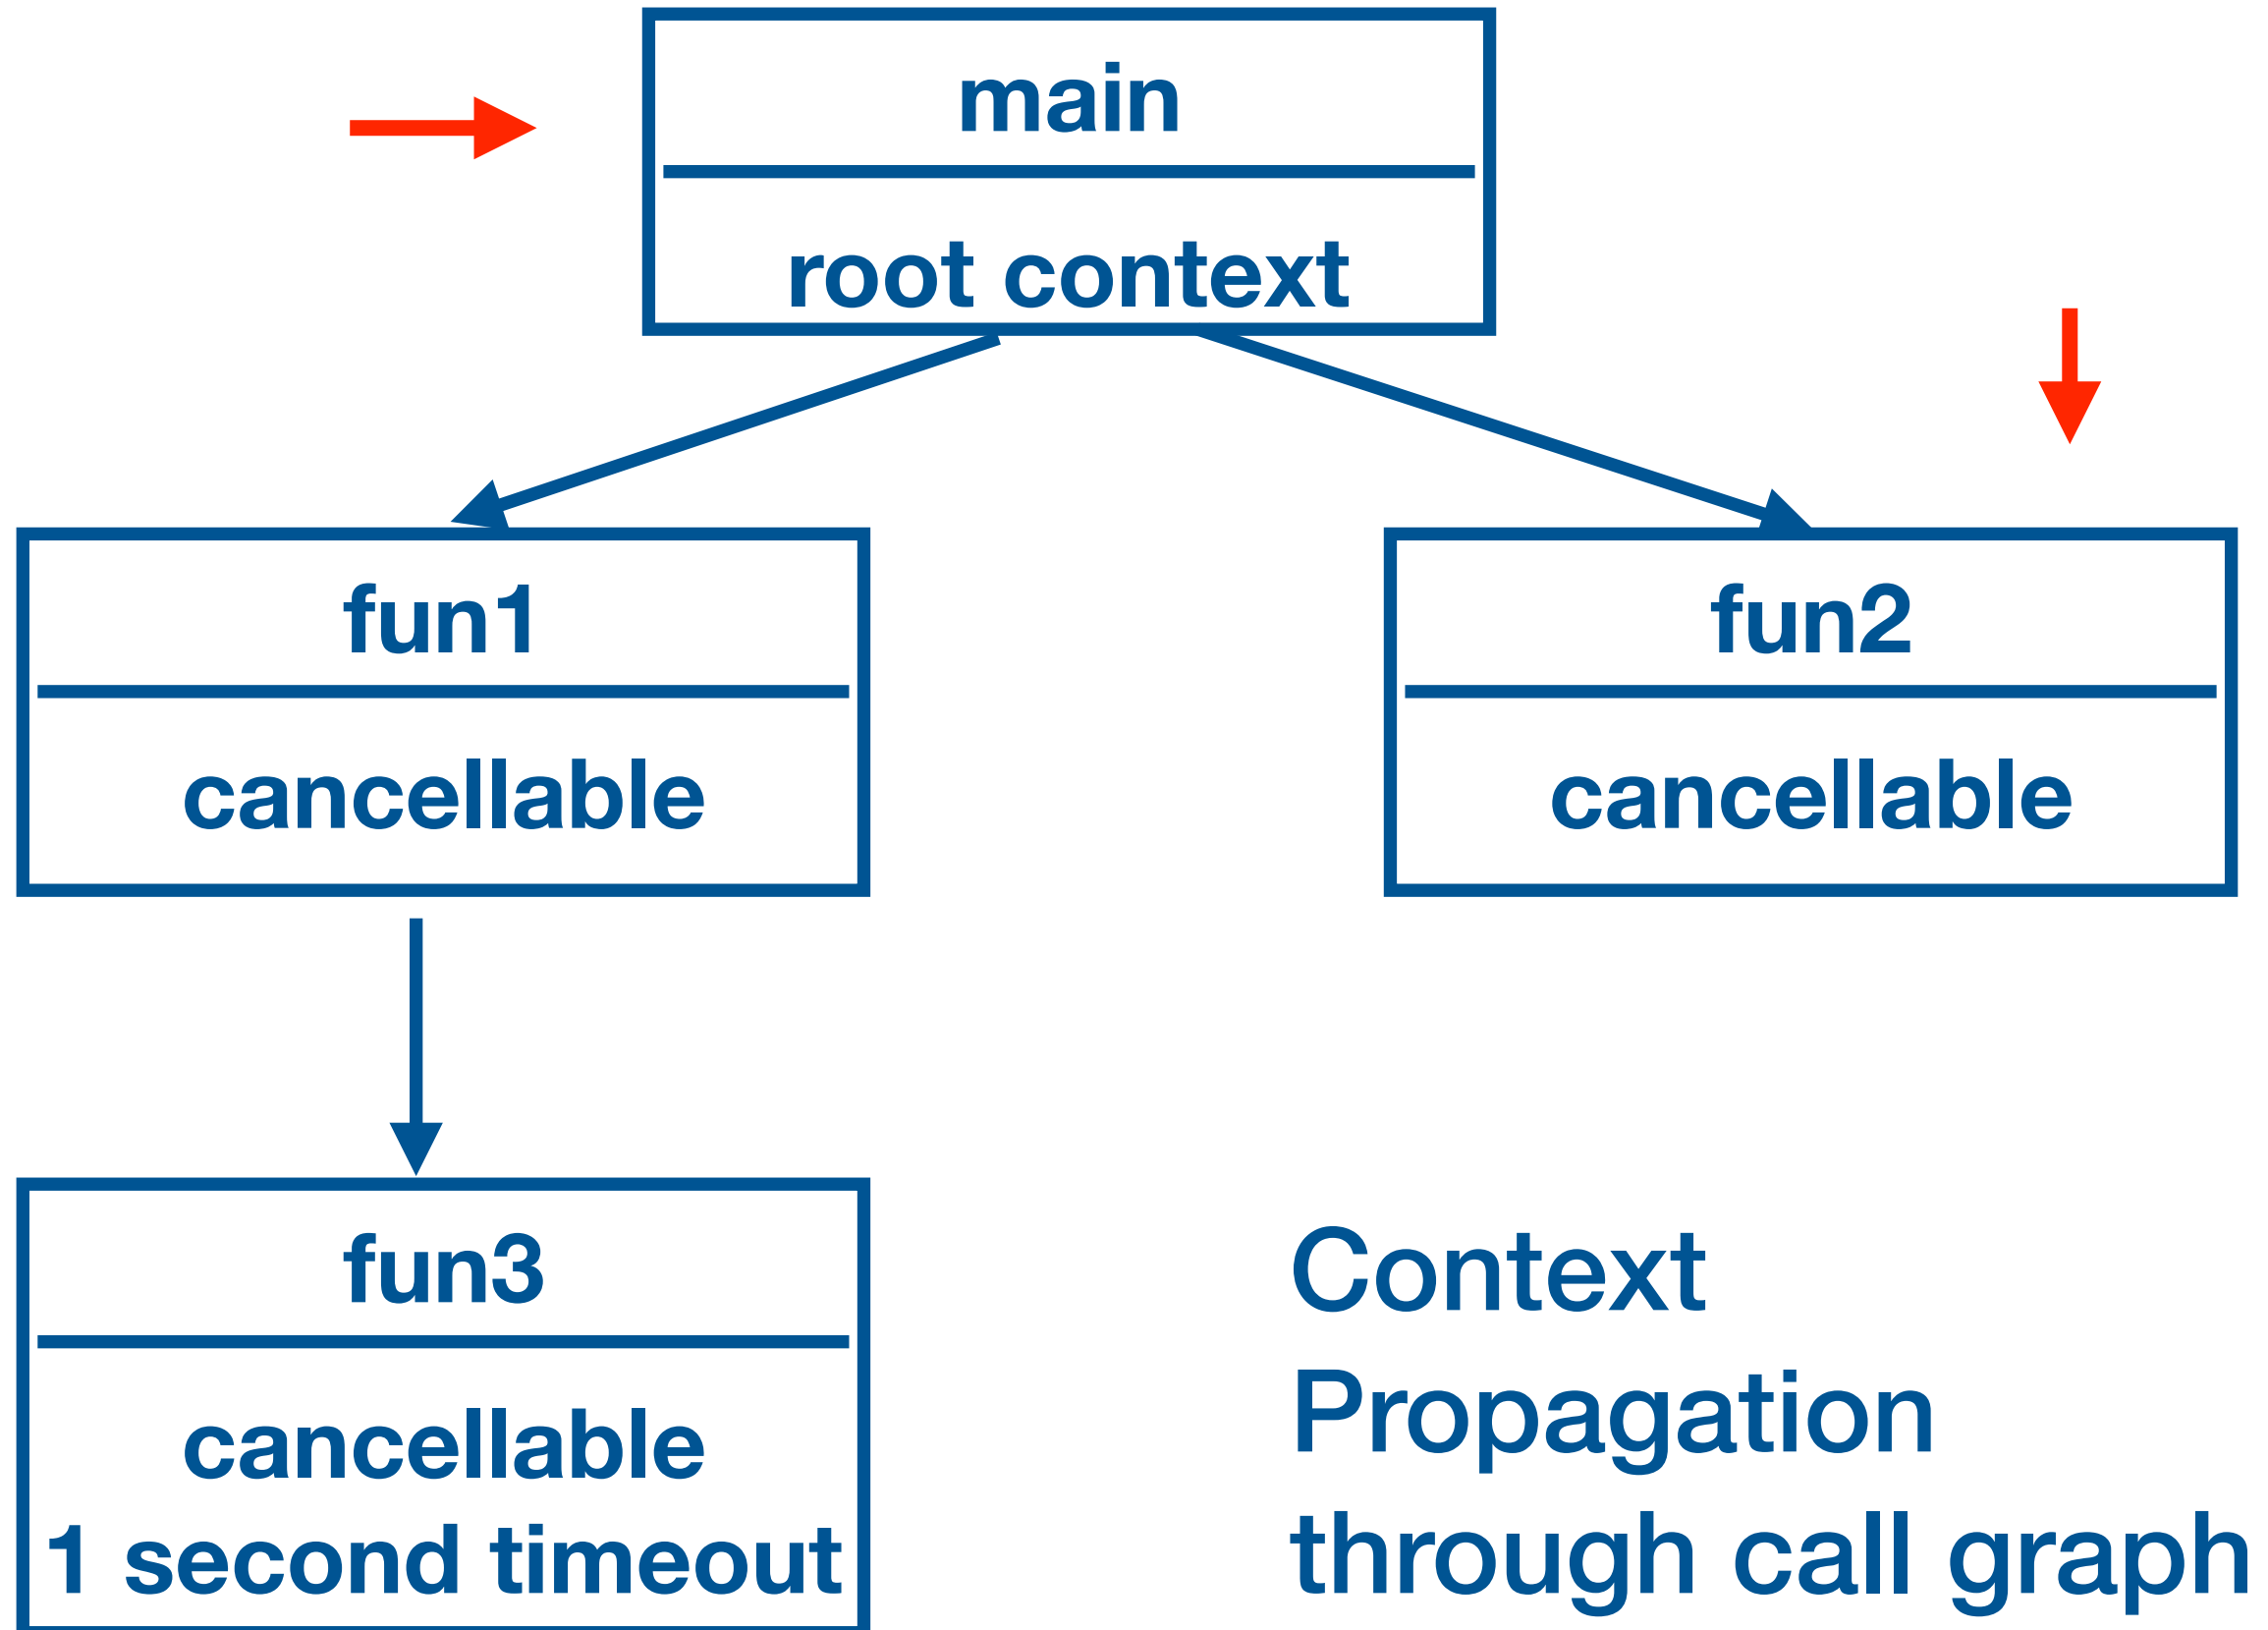 main
root context
fun1
cancellable
fun2
cancellable
fun3
cancellable
1 second timeout
Context
Propagation
through call graph